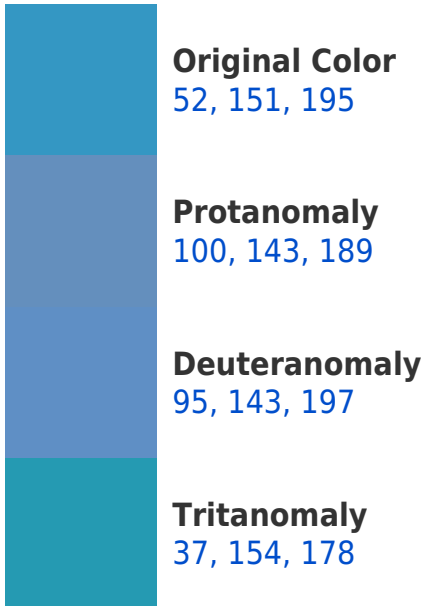 Original Color
52, 151, 195
Protanomaly
100, 143, 189
Deuteranomaly
95, 143, 197
Tritanomaly
37, 154, 178